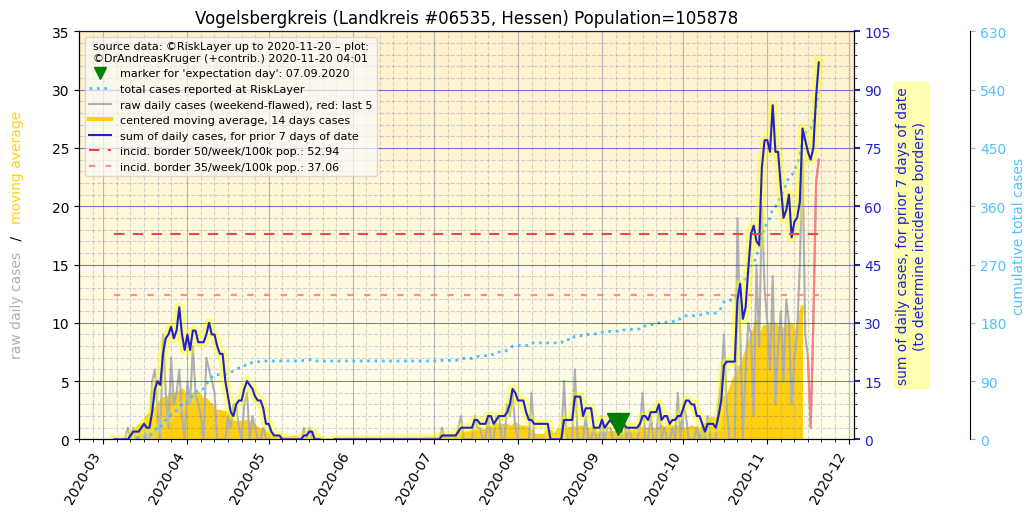 Vogelsbergkreis (Landkreis #06535, Hessen) Population=105878
source data: ©RiskLayer up to 2020-11-20 – plot:
©DrAndreasKruger (+contrib.) 2020-11-20 04:01
marker for 'expectation day': 07.09.2020
total cases reported at RiskLayer
raw daily cases (weekend-flawed), red: last 5
centered moving average, 14 days cases
sum of daily cases, for prior 7 days of date
incid. border 50/week/100k pop.: 52.94
incid. border 35/week/100k pop.: 37.06
raw daily cases / moving average
35
30
25
20
15
10
5
0
2020-03
2020-04
2020-05
2020-06
2020-07
2020-08
2020-09
2020-10
2020-11
2020-12
105
90
75
60
45
30
15
0
sum of daily cases, for prior 7 days of date
(to determine incidence borders)
630
540
450
360
270
180
90
0
cumulative total cases